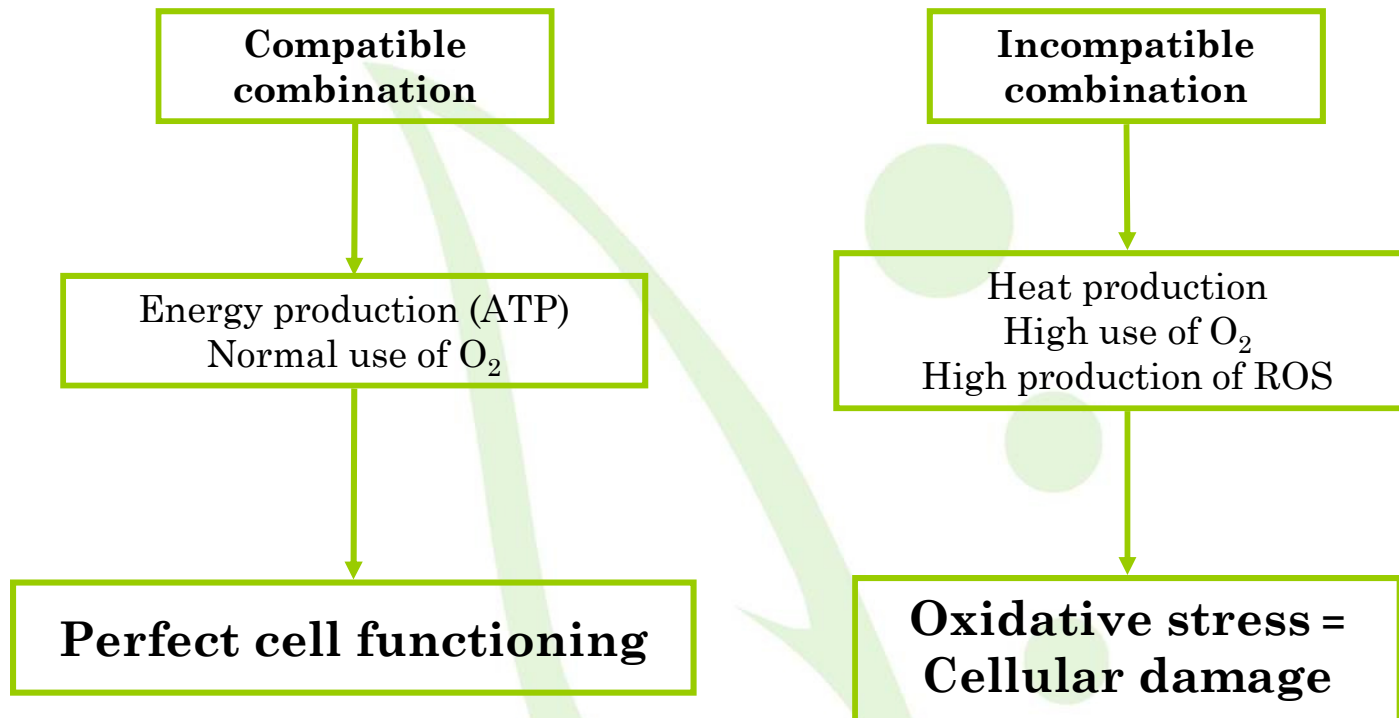 Compatible
combination
Energy production (ATP)
Normal use of O₂
Perfect cell functioning
Incompatible
combination
Heat production
High use of O₂
High production of ROS
Oxidative stress =
Cellular damage